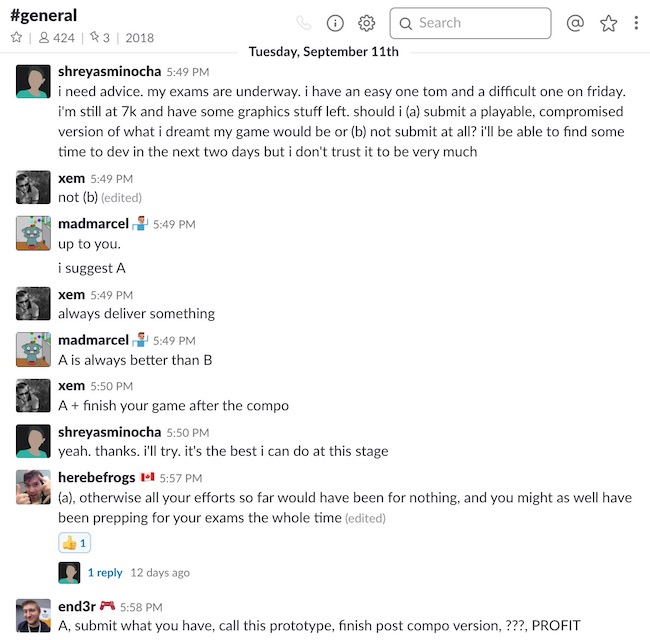 #general
424 | 3 | 2018
Search
Tuesday, September 11th
shreyasminocha 5:49 PM
i need advice. my exams are underway. i have an easy one tom and a difficult one on friday.
i'm still at 7k and have some graphics stuff left. should i (a) submit a playable, compromised
version of what i dreamt my game would be or (b) not submit at all? i'll be able to find some
time to dev in the next two days but i don't trust it to be very much
xem 5:49 PM
not (b) (edited)
madmarcel 5:49 PM
up to you.
i suggest A
xem 5:49 PM
always deliver something
madmarcel 5:49 PM
A is always better than B
xem 5:50 PM
A + finish your game after the compo
shreyasminocha 5:50 PM
yeah. thanks. i'll try. it's the best i can do at this stage
herebefrogs 5:57 PM
(a), otherwise all your efforts so far would have been for nothing, and you might as well have
been prepping for your exams the whole time (edited)
1
1 reply 12 days ago
end3r 5:58 PM
A, submit what you have, call this prototype, finish post compo version, ???, PROFIT